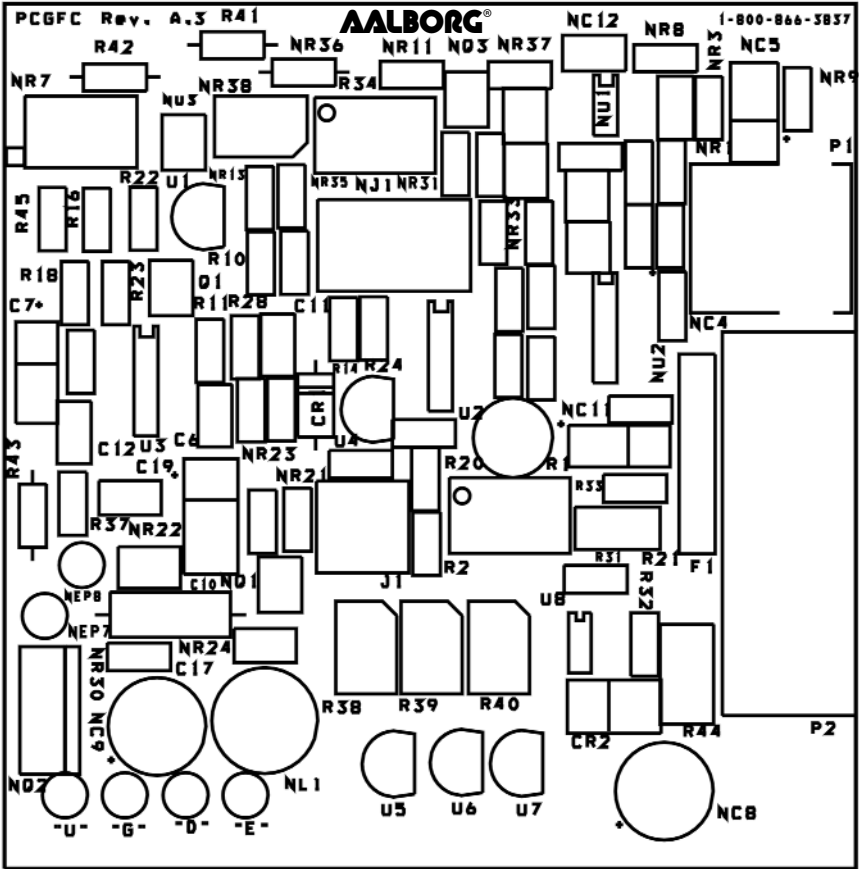 PCGFC Rev. A.3
R41
AALBORG®
1-800-866-3837
R42
NR36
NR11
NQ3
NR37
NC12
NR8
NR3
NC5
NR7
NU3
NR38
R34
NU1
NR9
NR1
P1
R22
U1
NR13
NR35
NJ1
NR31
R45
R16
NR33
R10
R18
R23
Q1
C7+
R11
R28
C11
NC4
R14
R24
NU2
CR1
U2
NC11
R43
C12
U3
C6
NR23
U4
C19
NR21
R20
R1
R33
R37
NR22
R31
R21
F1
C10
NQ1
J1
R2
NEP8
U8
R32
NEP7
NR24
C17
NR30
NC9
R38
R39
R40
CR2
R44
P2
NQ2
NL1
U5
U6
U7
NC8
-U-
-G-
-D-
-E-